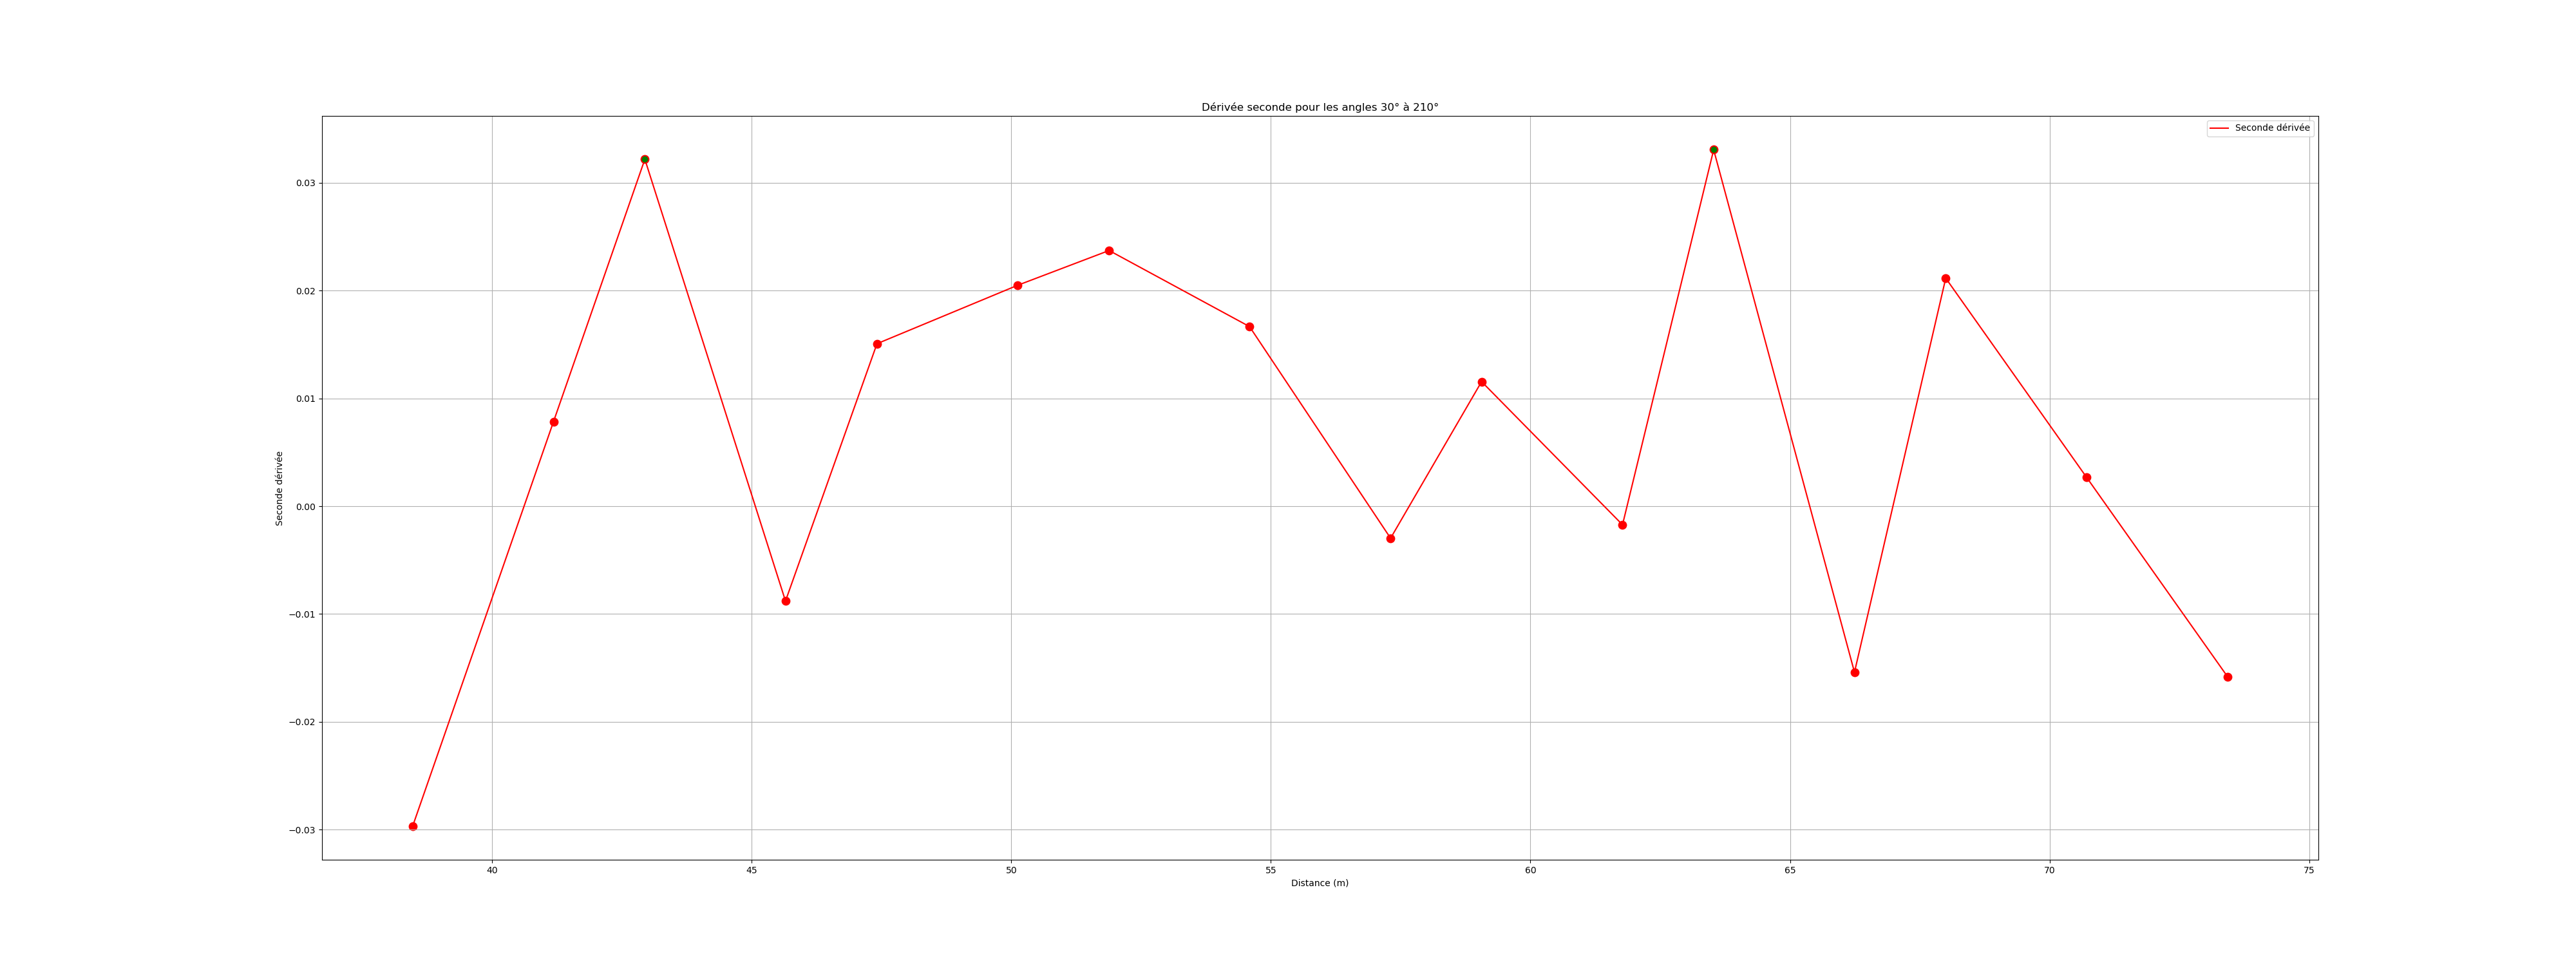 Dérivée seconde pour les angles 30° à 210°
Seconde dérivée
0.03
0.02
0.01
0.00
−0.01
−0.02
−0.03
Seconde dérivée
40 45 50 55 60 65 70 75
Distance (m)